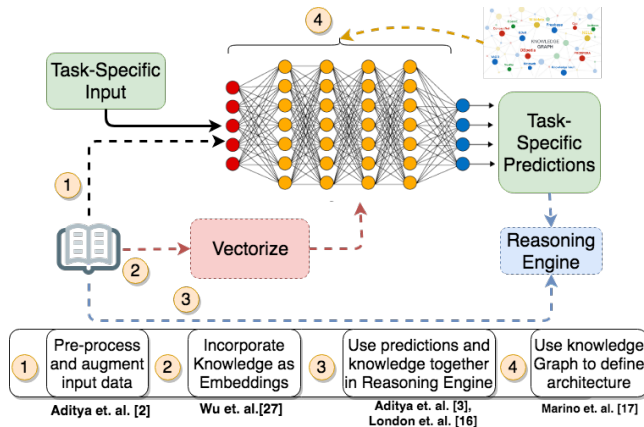 4
KNOWLEDGE
GRAPH
Task-Specific
Input
Task-
Specific
Predictions
1
Vectorize
2
Reasoning
Engine
3
1
Pre-process
and augment
input data
2
Incorporate
Knowledge as
Embeddings
3
Use predictions and
knowledge together
in Reasoning Engine
4
Use knowledge
Graph to define
architecture
Aditya et. al. [2]
Wu et. al.[27]
Aditya et. al. [3],
London et. al. [16]
Marino et. al. [17]